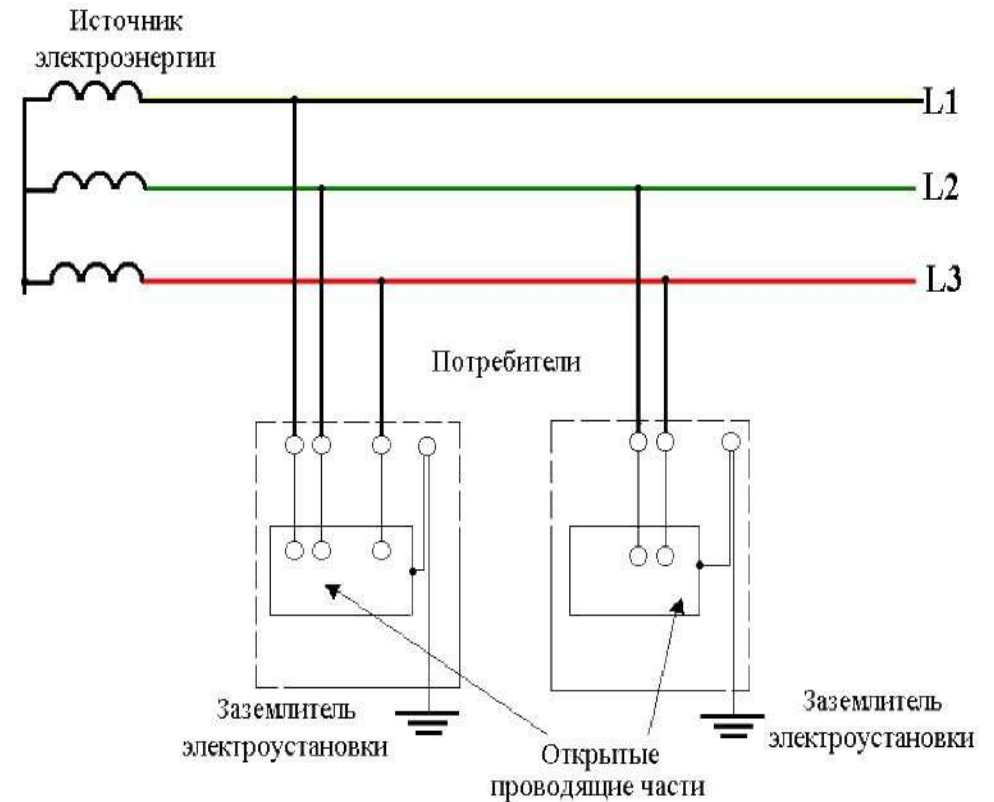 Источник
электроэнергии
L1
L2
L3
Потребители
Заземлитель
электроустановки
Заземлитель
электроустановки
Открытые
проводящие части